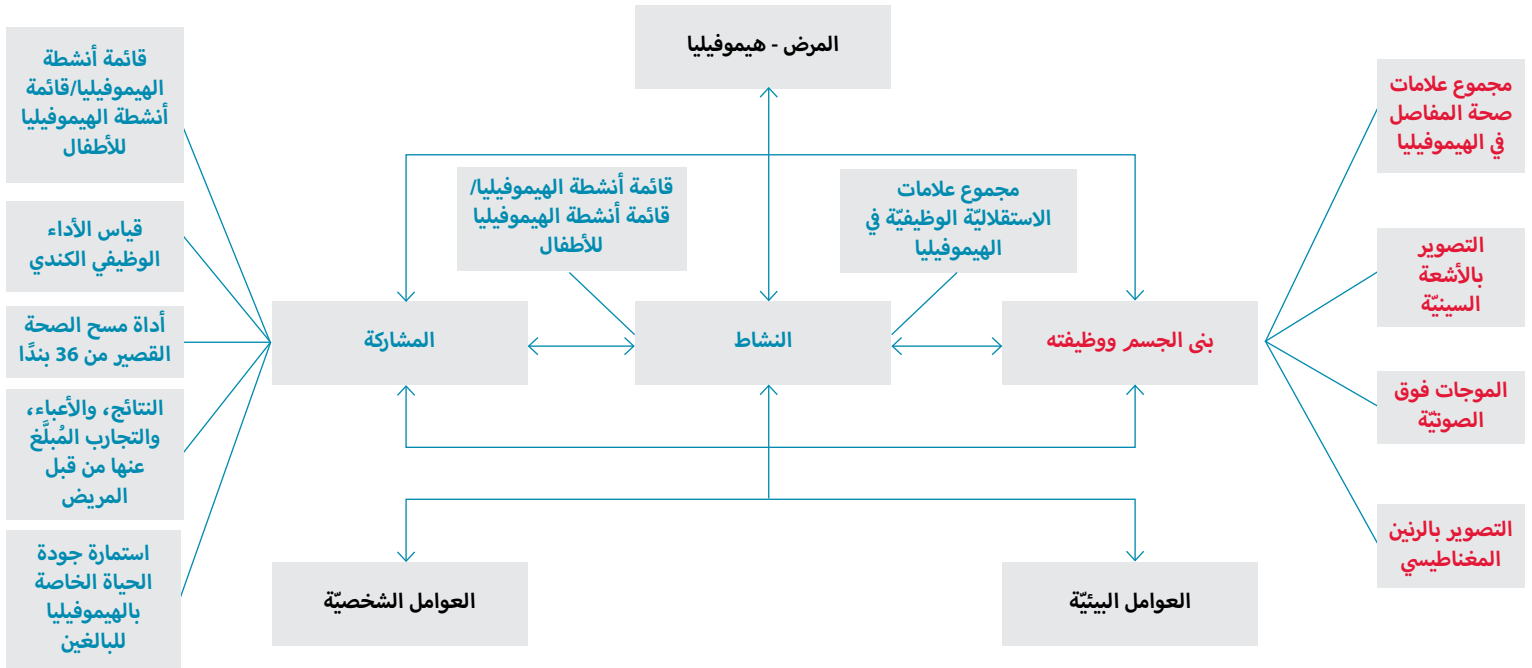 المرض - هيموفيليا
مجموع علامات
صحة المفاصل
في الهيموفيليا
التصوير
بالأشعة
السينيّة
الموجات فوق
الصوتيّة
التصوير بالرنين
المغناطيسي
مجموع علامات
الاستقلاليّة الوظيفيّة في
الهيموفيليا
قائمة أنشطة الهيموفيليا/
قائمة أنشطة الهيموفيليا
للأطفال
بنى الجسم ووظيفته
النشاط
المشاركة
قائمة أنشطة
الهيموفيليا/قائمة
أنشطة الهيموفيليا
للأطفال
قياس الأداء
الوظيفي الكندي
أداة مسح الصحة
القصير من 36 بندًا
النتائج، والأعباء،
والتجارب المُبلَّغ
عنها من قبل
المريض
استمارة جودة
الحياة الخاصة
بالهيموفيليا
للبالغين
العوامل البيئيّة
العوامل الشخصيّة